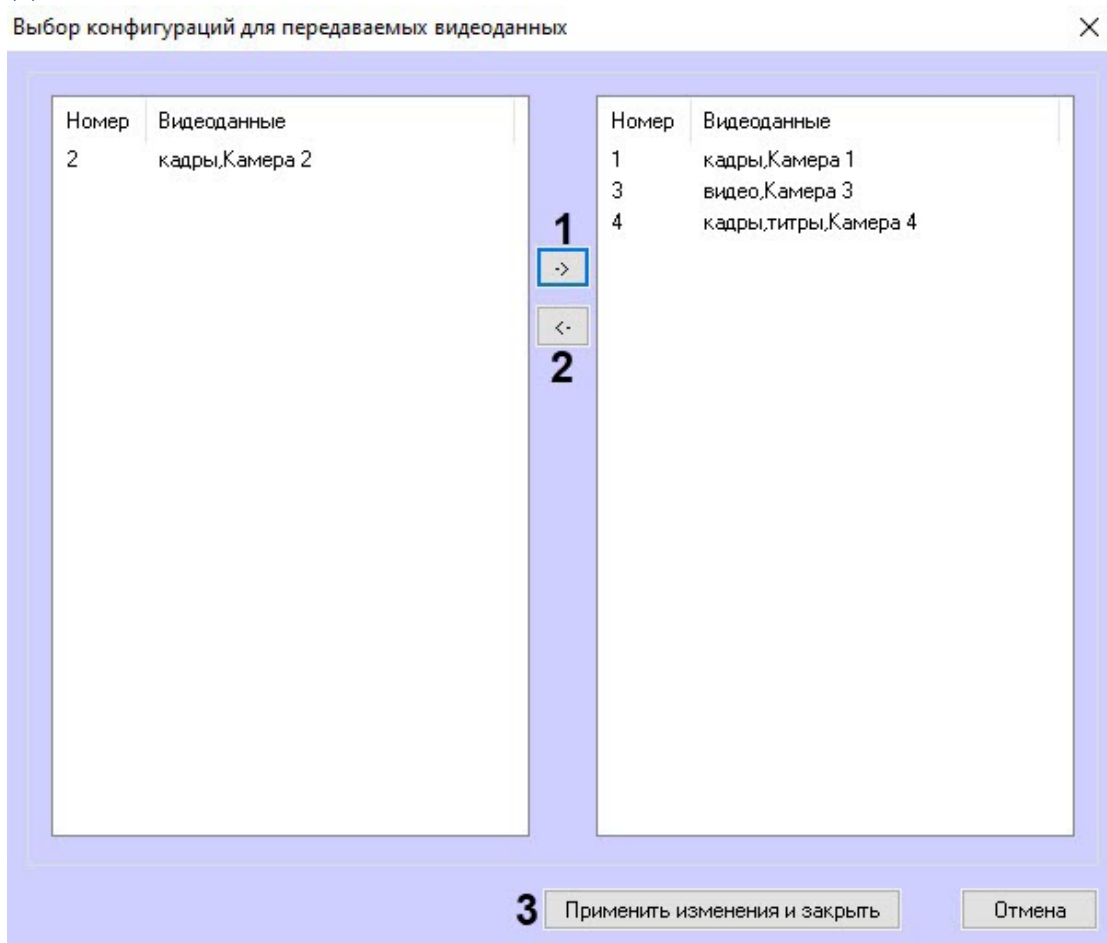 Выбор конфигураций для передаваемых видеоданных
Номер Видеоданные
2 кадры,Камера 2
1
->
<-
2
Номер Видеоданные
1 кадры,Камера 1
3 видео,Камера 3
4 кадры,титры,Камера 4
3 Применить изменения и закрыть Отмена